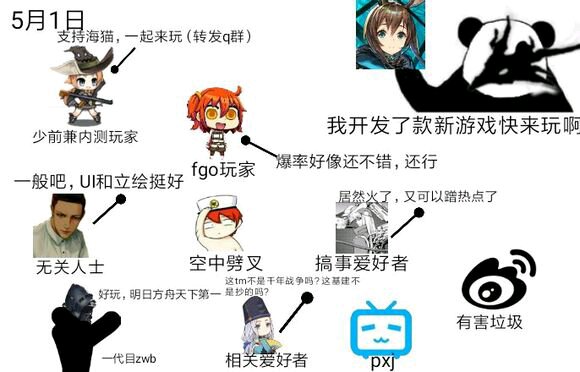 5月1日
支持海猫，一起来玩（转发q群）
少前兼内测玩家
我开发了款新游戏快来玩啊
爆率好像还不错，还行
fgo玩家
一般吧，UI和立绘挺好
居然火了，又可以蹭热点了
无关人士
空中劈叉
搞事爱好者
这tm不是千年战争吗？这基建不
是抄的吗？
好玩，明日方舟天下第一
有害垃圾
一代目zwb
相关爱好者
pxj